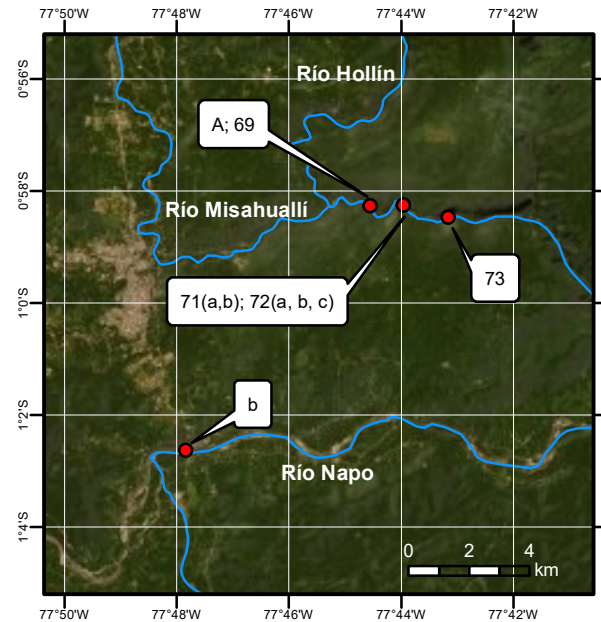 77°50'W 77°48'W 77°46'W 77°44'W 77°42'W
0°56'S
Río Hollín
A; 69
0°58'S
Río Misahuallí
73
71(a,b); 72(a, b, c)
1°0'S
b
1°2'S
Río Napo
1°4'S
0 2 4
km
77°50'W 77°48'W 77°46'W 77°44'W 77°42'W